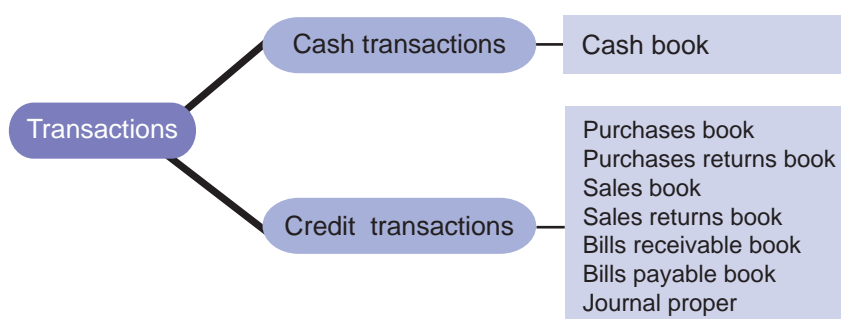 Transactions
Cash transactions
Cash book
Credit transactions
Purchases book
Purchases returns book
Sales book
Sales returns book
Bills receivable book
Bills payable book
Journal proper